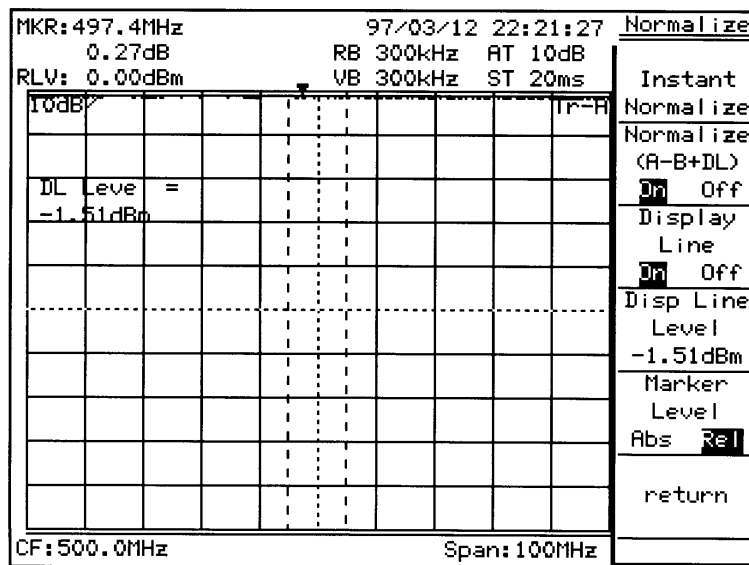 MKR:497.4MHz 97/03/12 22:21:27
0.27dB RB 300kHz AT 10dB
RLV: 0.00dBm VB 300kHz ST 20ms
10dB/ Tr-A
DL Level =
-1.51dBm
CF:500.0MHz Span:100MHz
Normalize
Instant
Normalize
Normalize
(A-B+DL)
On Off
Display
Line
On Off
Disp Line
Level
-1.51dBm
Marker
Level
Abs Rel
return